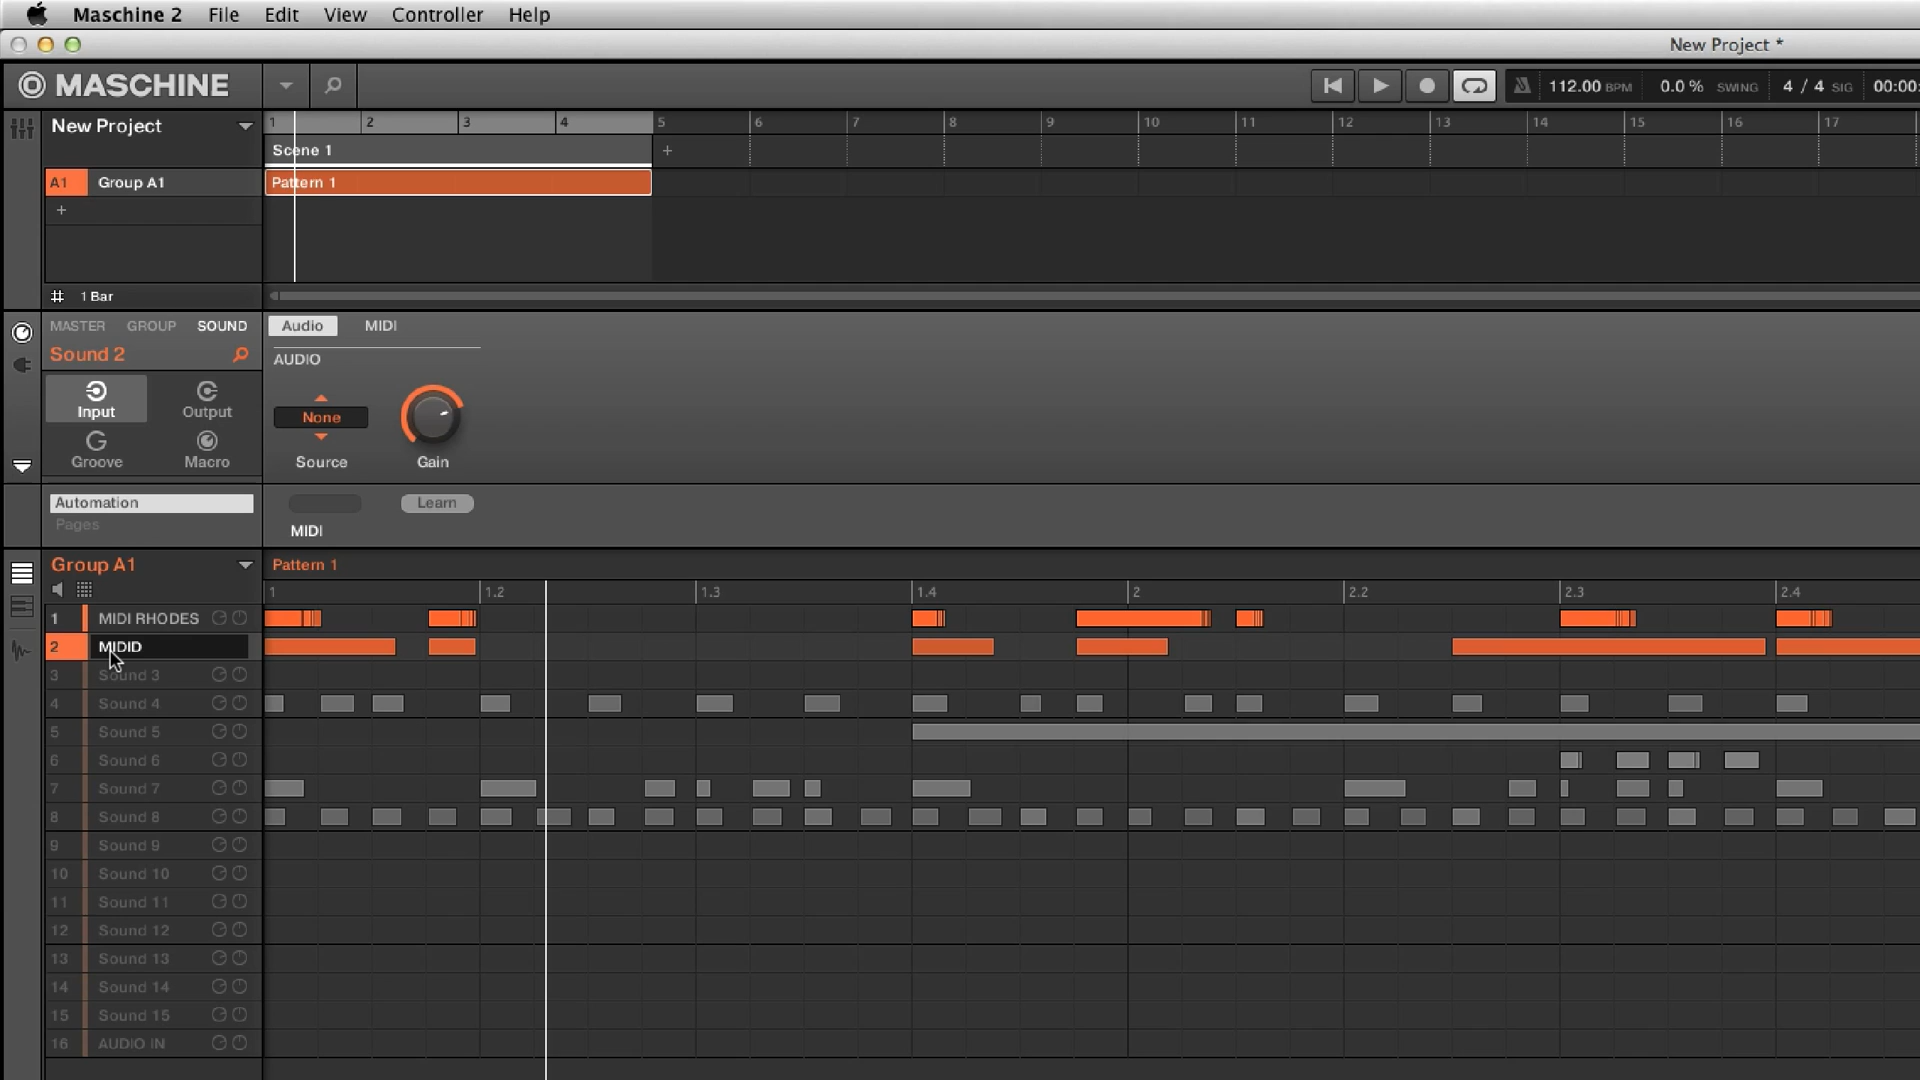 Maschine 2 File Edit View Controller Help
New Project *
MASCHINE 112.00 BPM 0.0 % SWING 4 / 4 SIG 00:00:
New Project 1 2 3 4 5 6 7 8 9 10 11 12 13 14 15 16 17
Scene 1 +
A1 Group A1 Pattern 1
+
1 Bar
MASTER GROUP SOUND Audio MIDI
Sound 2 AUDIO
Input Output None
Groove Macro Source Gain
Automation Learn
Pages MIDI
Group A1 Pattern 1
1 1.2 1.3 1.4 2 2.2 2.3 2.4
1 MIDI RHODES
2 MIDID
3 Sound 3
4 Sound 4
5 Sound 5
6 Sound 6
7 Sound 7
8 Sound 8
9 Sound 9
10 Sound 10
11 Sound 11
12 Sound 12
13 Sound 13
14 Sound 14
15 Sound 15
16 AUDIO IN